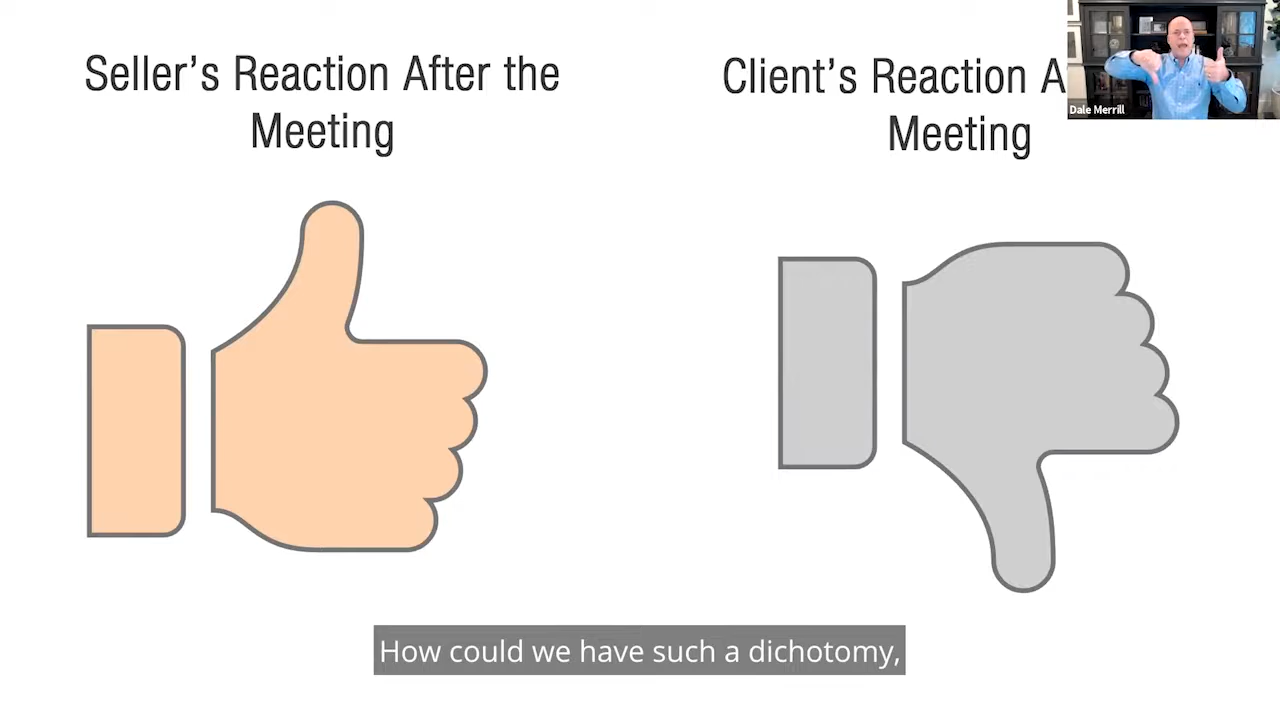 Seller's Reaction After the
Meeting
Client's Reaction A
Meeting
Dale Merrill
How could we have such a dichotomy,